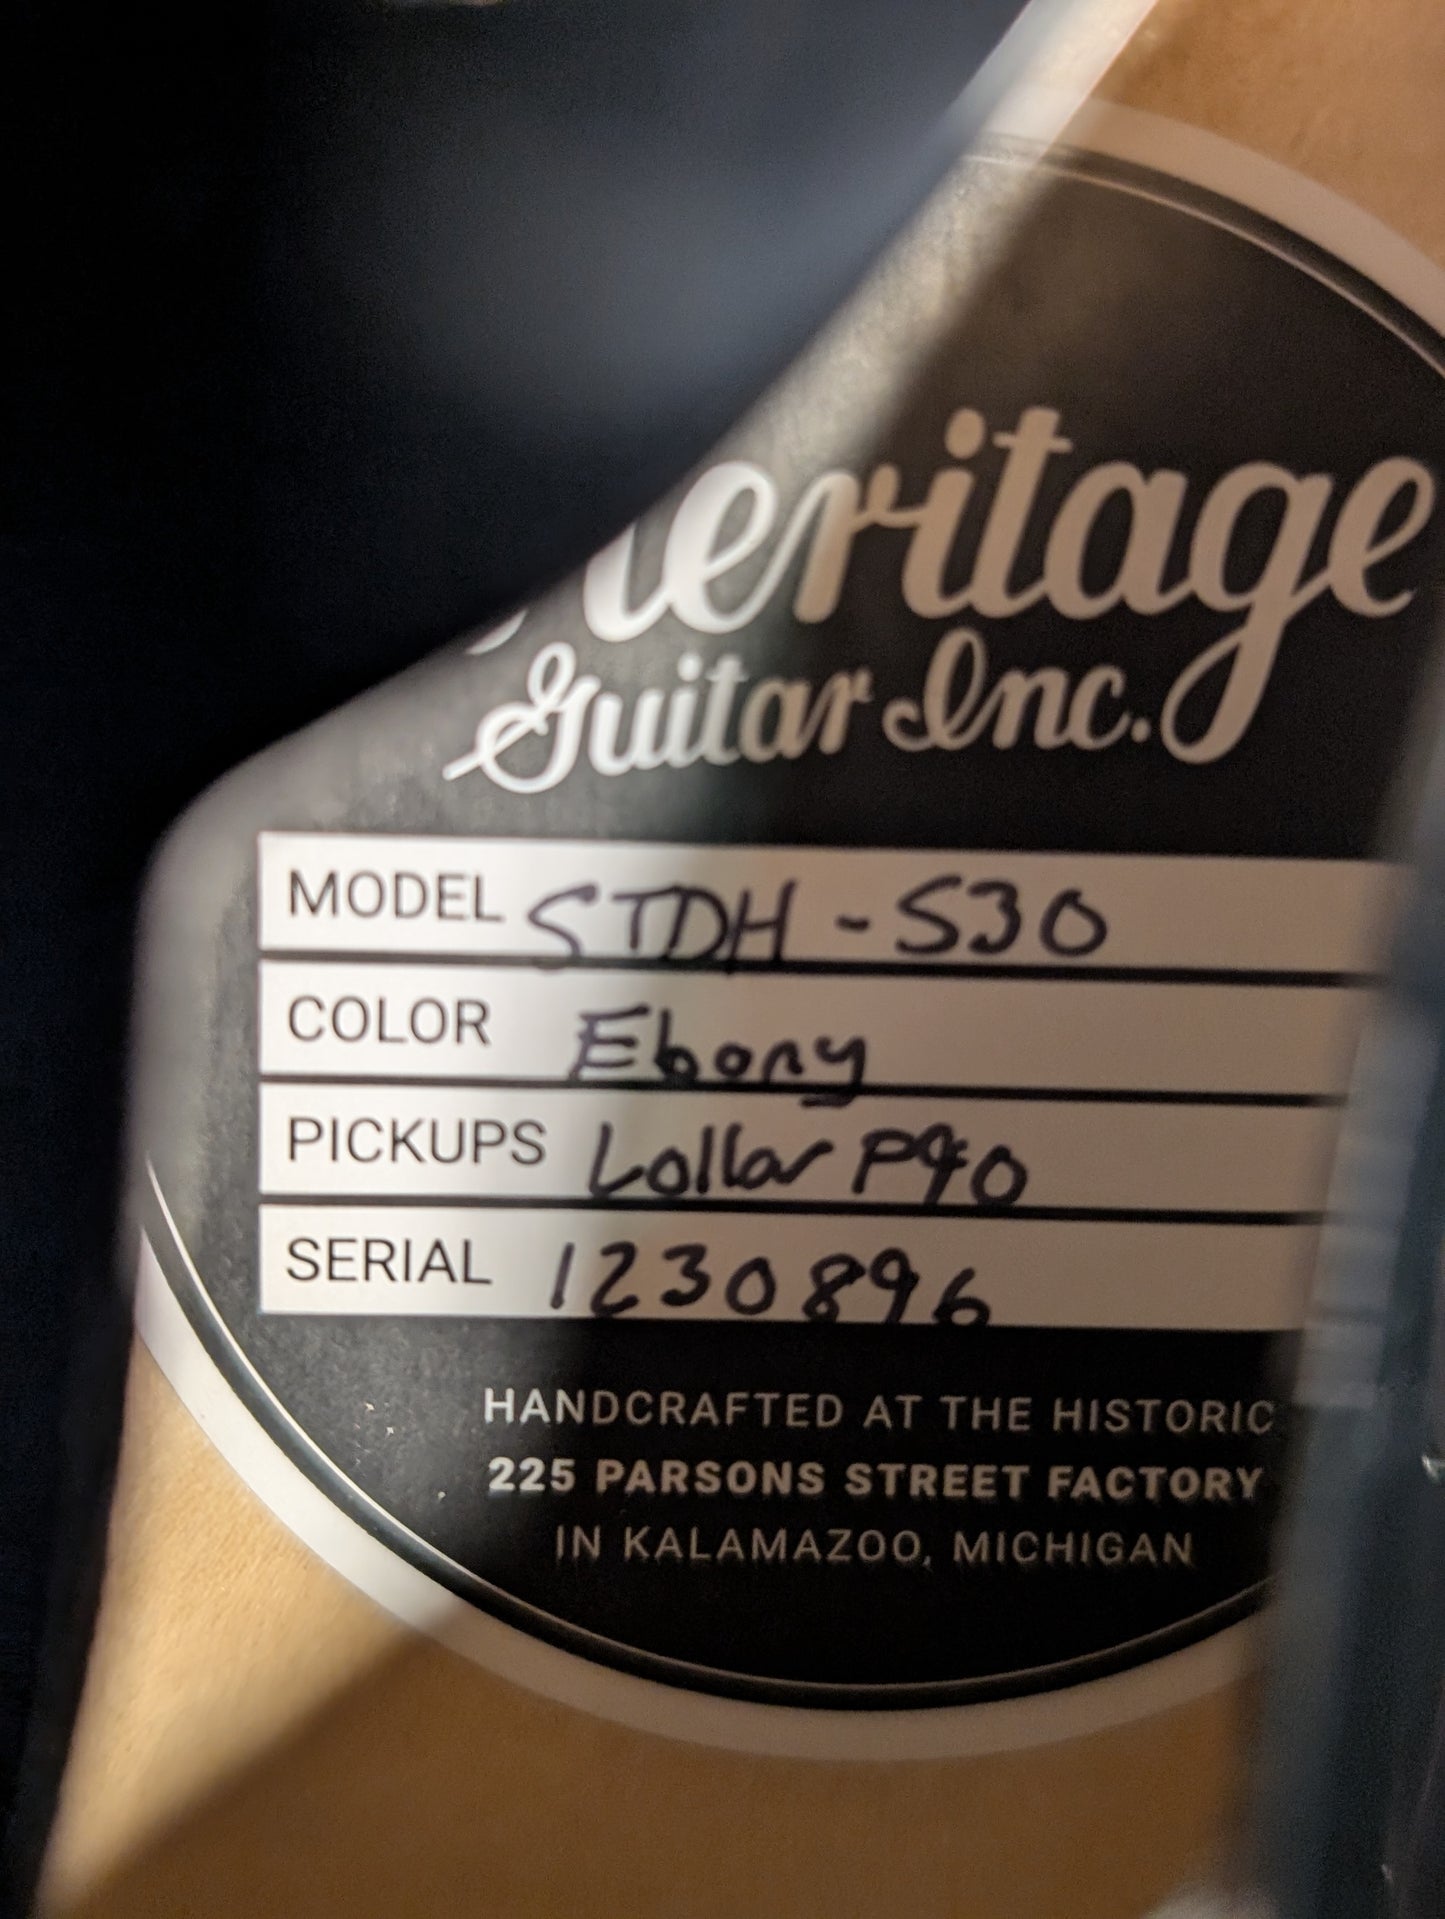 Heritage
Guitar Inc.
MODEL STDH-530
COLOR Ebony
PICKUPS Lollar P90
SERIAL 1230896
HANDCRAFTED AT THE HISTORIC
225 PARSONS STREET FACTORY
IN KALAMAZOO, MICHIGAN